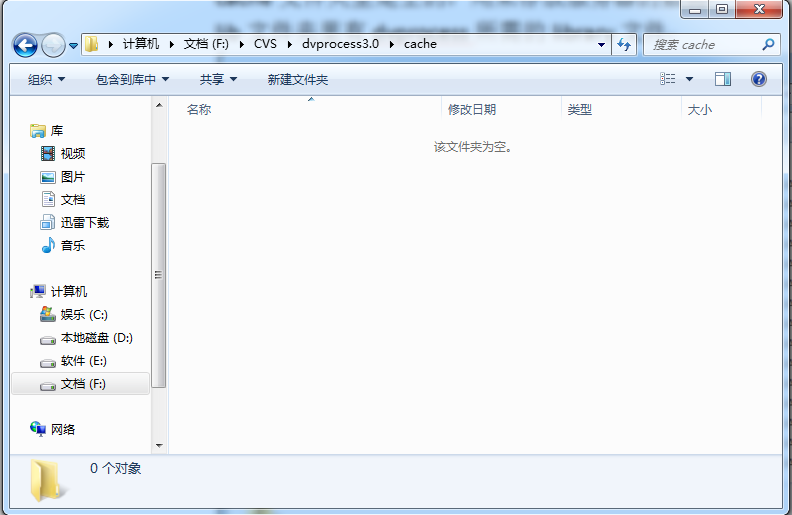 计算机 文档 (F:) CVS dvprocess3.0 cache
搜索 cache
组织 包含到库中 共享 新建文件夹
名称 修改日期 类型 大小
该文件夹为空。
库
视频
图片
文档
迅雷下载
音乐
计算机
娱乐 (C:)
本地磁盘 (D:)
软件 (E:)
文档 (F:)
网络
0 个对象